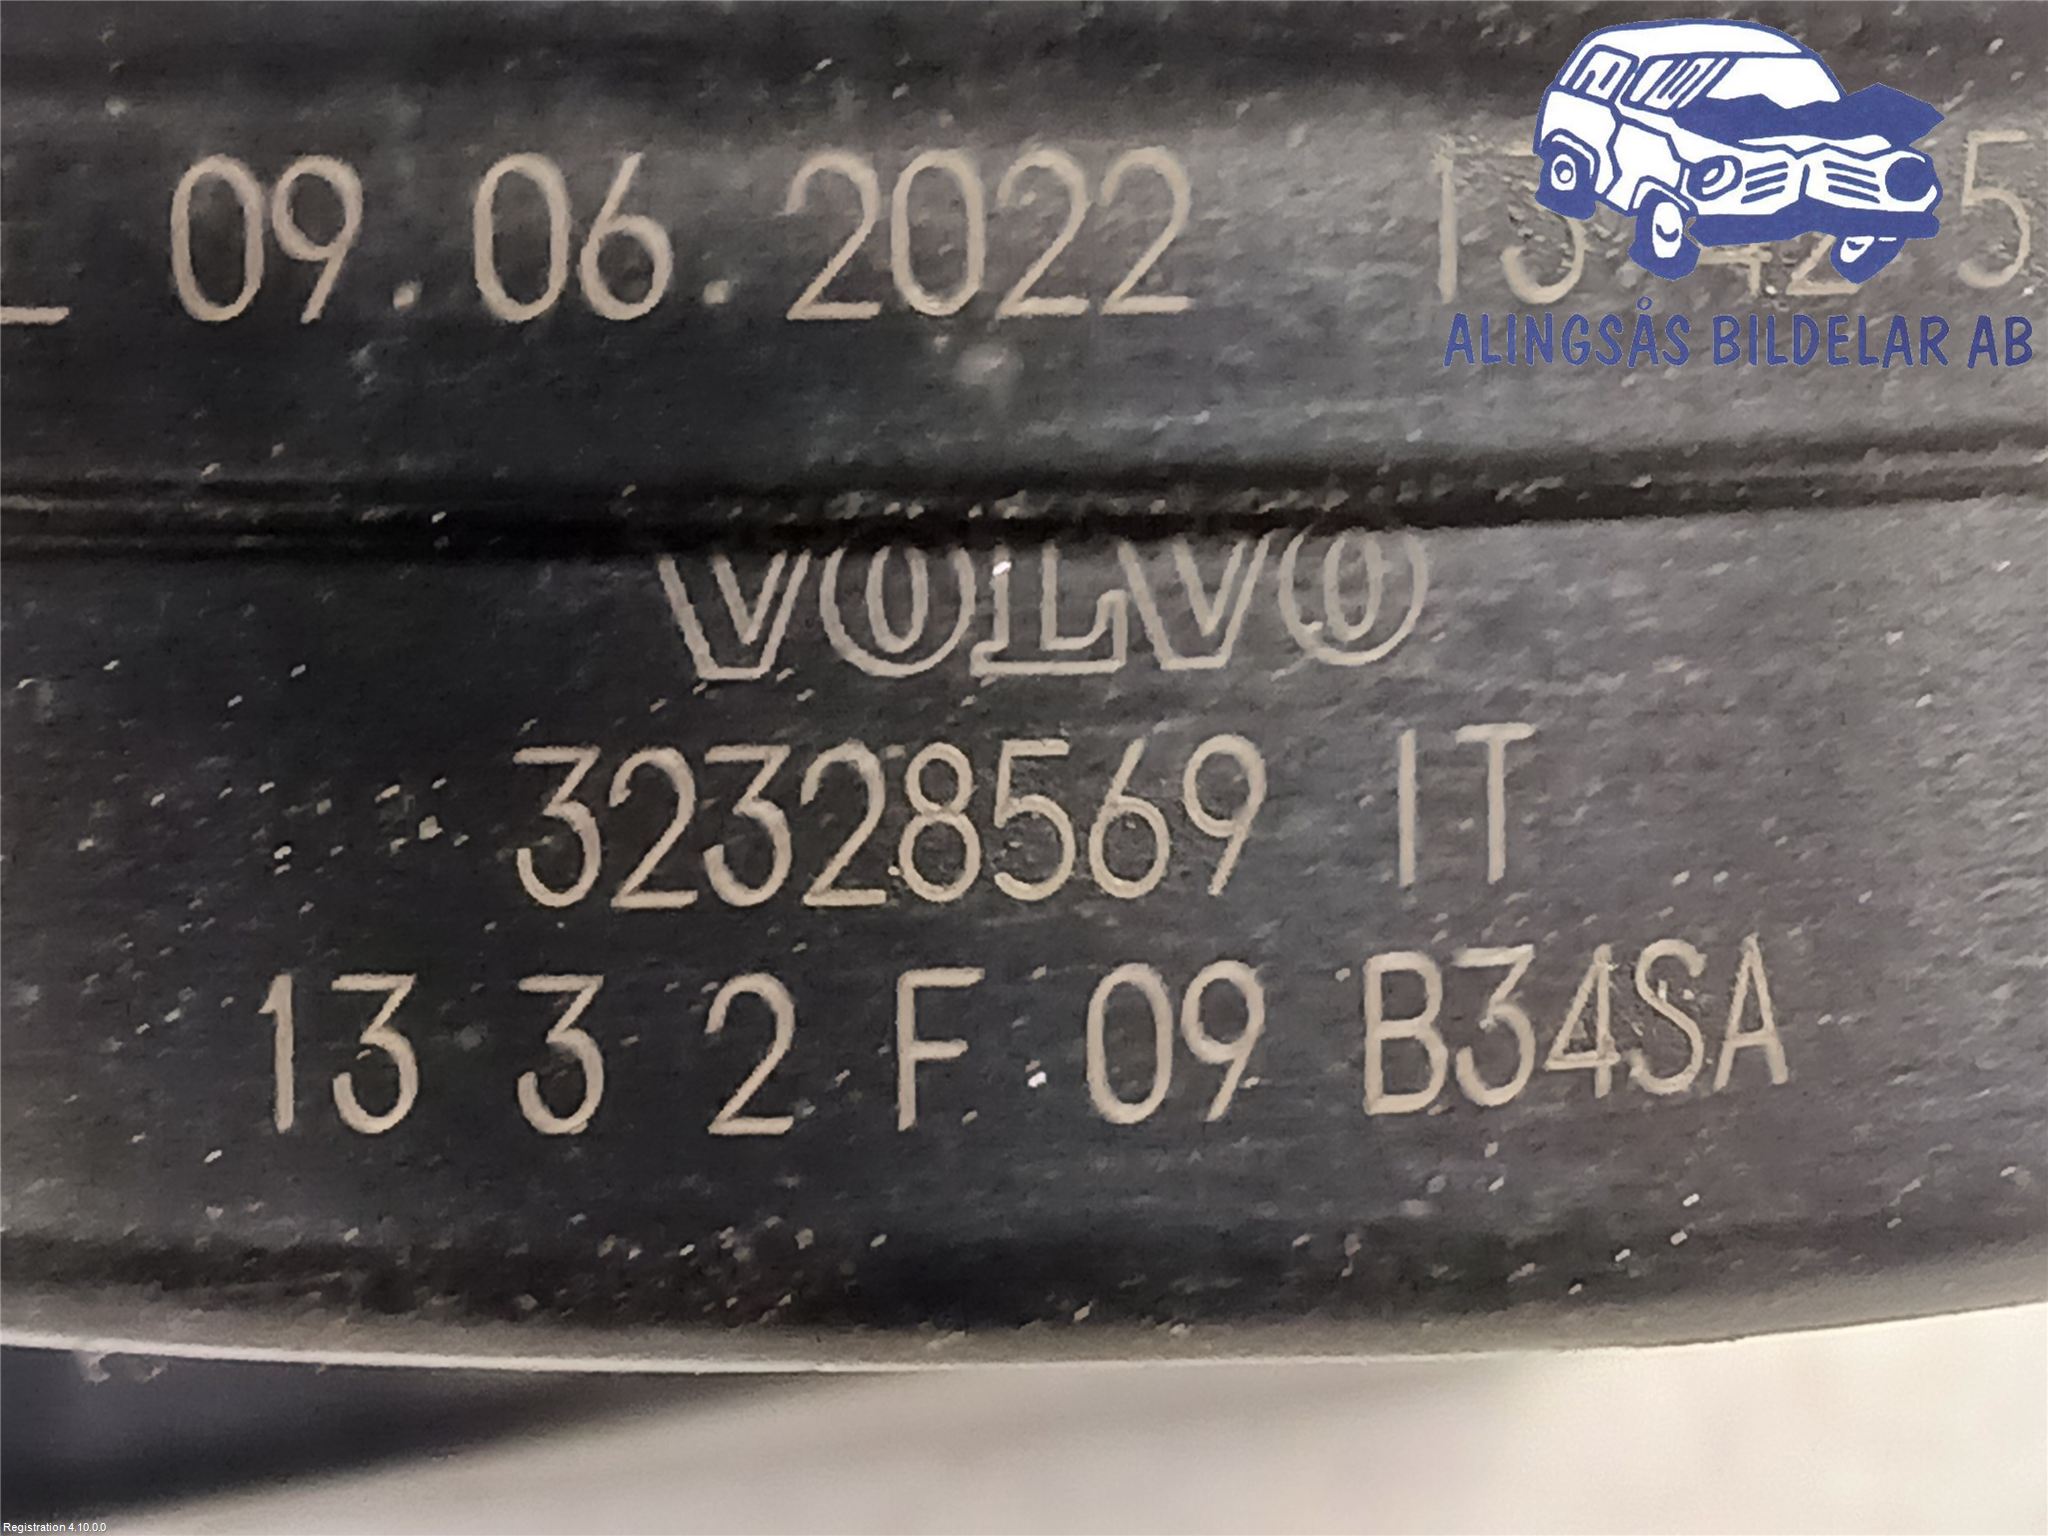 09.06.2022
ALINGSÅS BILDELAR AB
VOLVO
32328569 IT
13 3 2 F 09 B34SA
Registration 4.10.0.0